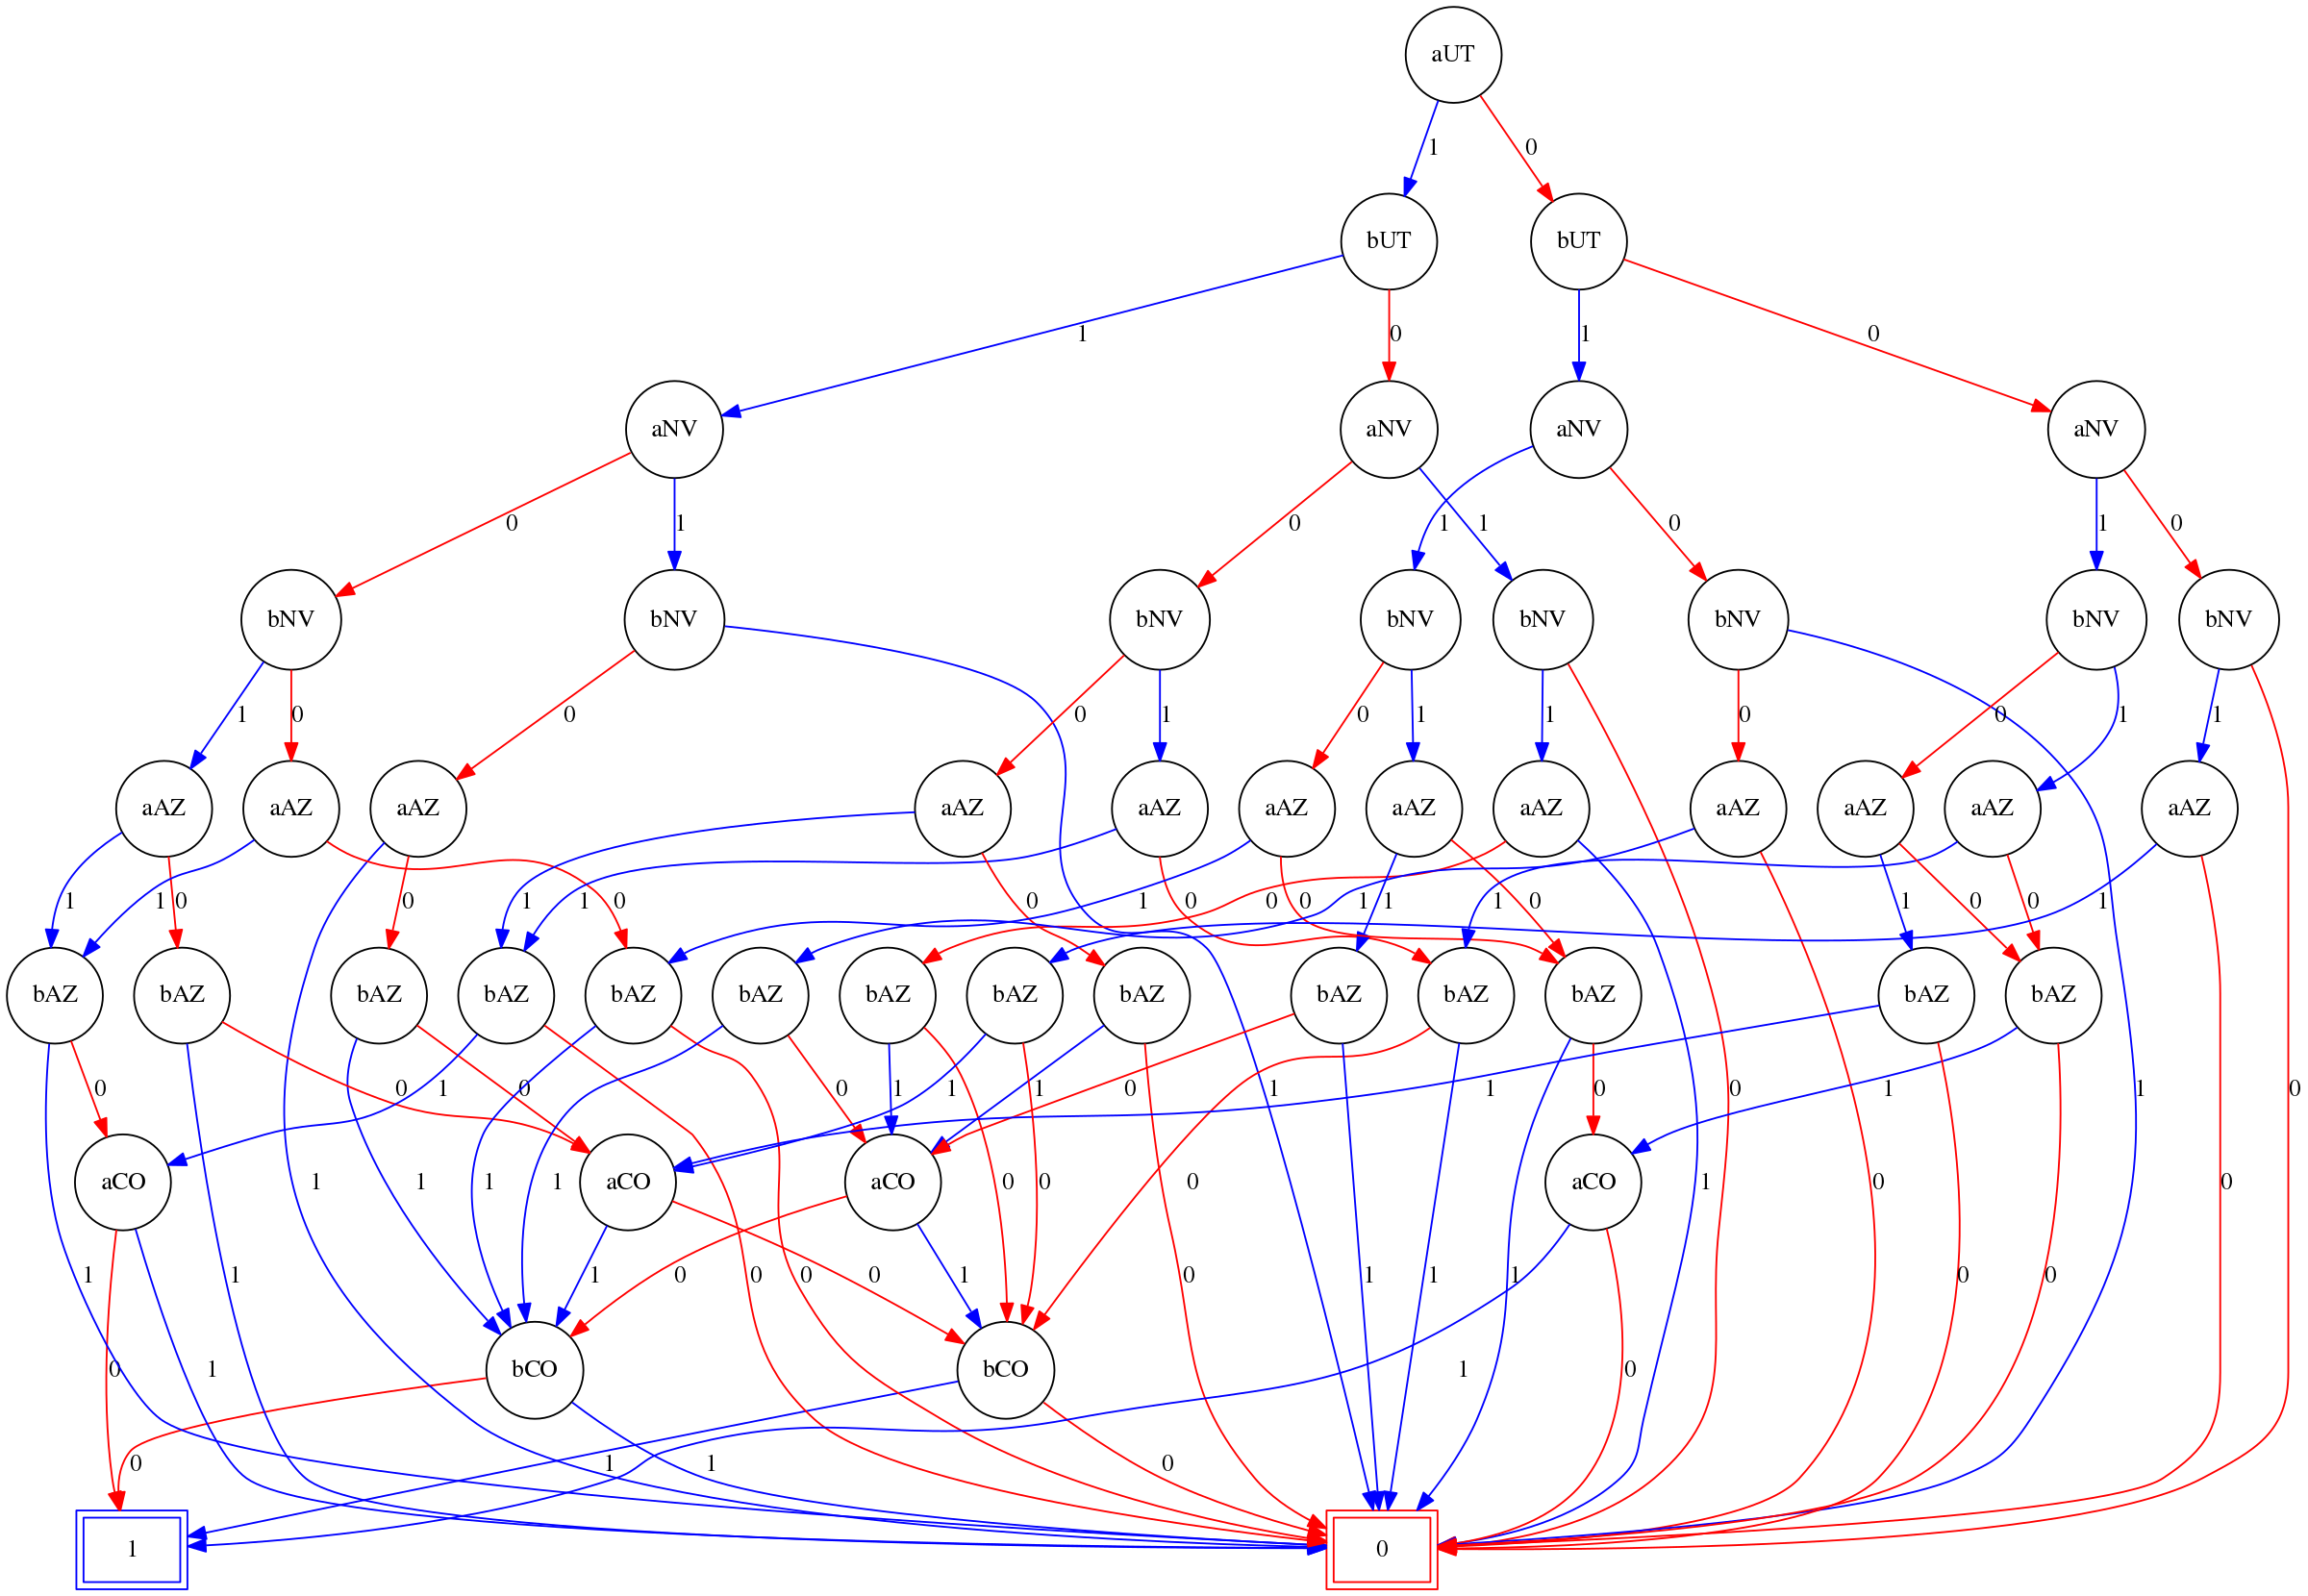 aUT
1 0
bUT bUT
1 0 1 0
aNV aNV aNV aNV
0 1 0 1 1 0 1 0
bNV bNV bNV bNV bNV bNV bNV bNV
1 0 0 0 1 0 1 1 0 0 1 1
aAZ aAZ aAZ aAZ aAZ aAZ aAZ aAZ aAZ aAZ aAZ aAZ
1 0 1 0 0 1 1 0 1 0 0 0 1 1 1 0 1 0 0 1
bAZ bAZ bAZ bAZ bAZ bAZ bAZ bAZ bAZ bAZ bAZ bAZ bAZ bAZ
0 0 0 1 0 1 1 1 0 1 0 1 0 1
aCO aCO aCO aCO
1 1 1 1 1 0 0 0 1 0 0 1 1 1 0 0 0 0 1 0 0
1 0 0 0 0 1 1 1 0 0
0 1 bCO bCO 1 0
0 1 1 1 0
1 0